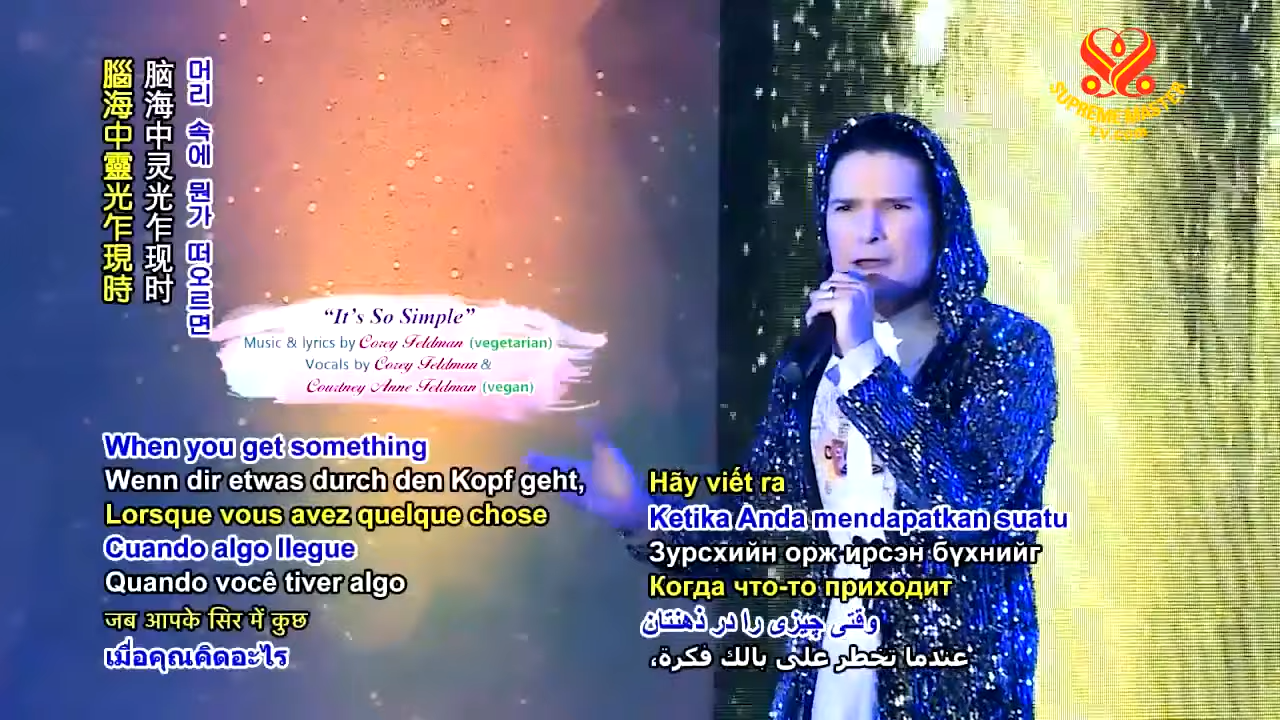 머리 속에 뭔가 떠오르면
脑海中灵光乍现时
腦海中靈光乍現時
SUPREME MASTER
TV.COM
“It’s So Simple”
Music & lyrics by Corey Feldman (vegetarian)
Vocals by Corey Feldman &
Courtney Anne Feldman (vegan)
When you get something
Wenn dir etwas durch den Kopf geht,
Lorsque vous avez quelque chose
Cuando algo llegue
Quando você tiver algo
जब आपके सिर में कुछ
เมื่อคุณคิดอะไร
Hãy viết ra
Ketika Anda mendapatkan suatu
Зурсхийн орж ирсэн бүхнийг
Когда что-то приходит
وقتی چیزی را در ذهنتان
عندما تخطر على بالك فكرة،